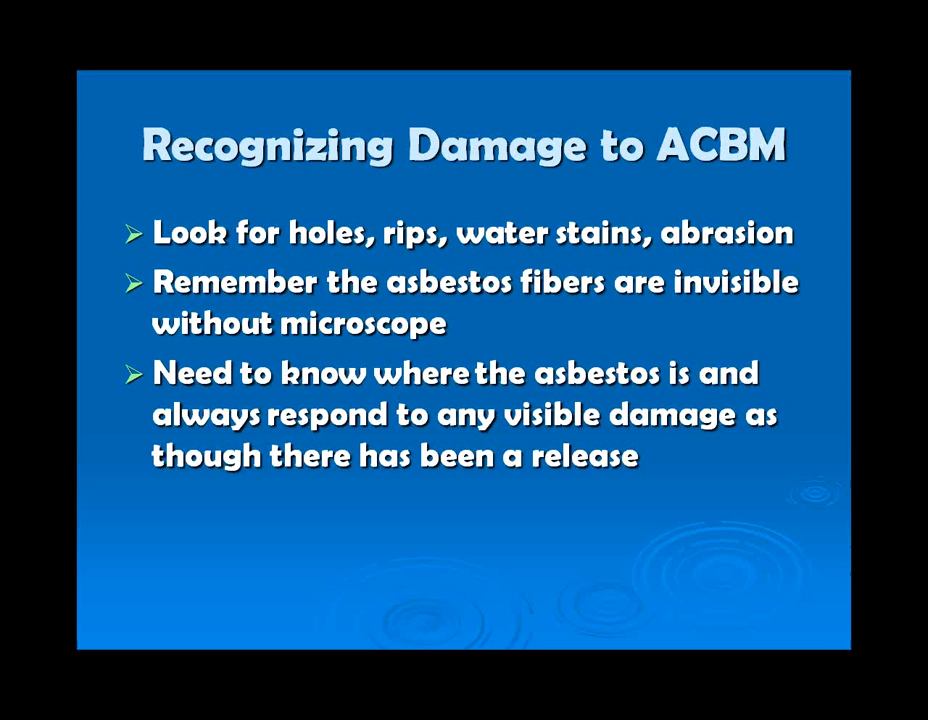 Recognizing Damage to ACBM
Look for holes, rips, water stains, abrasion
Remember the asbestos fibers are invisible
without microscope
Need to know where the asbestos is and
always respond to any visible damage as
though there has been a release